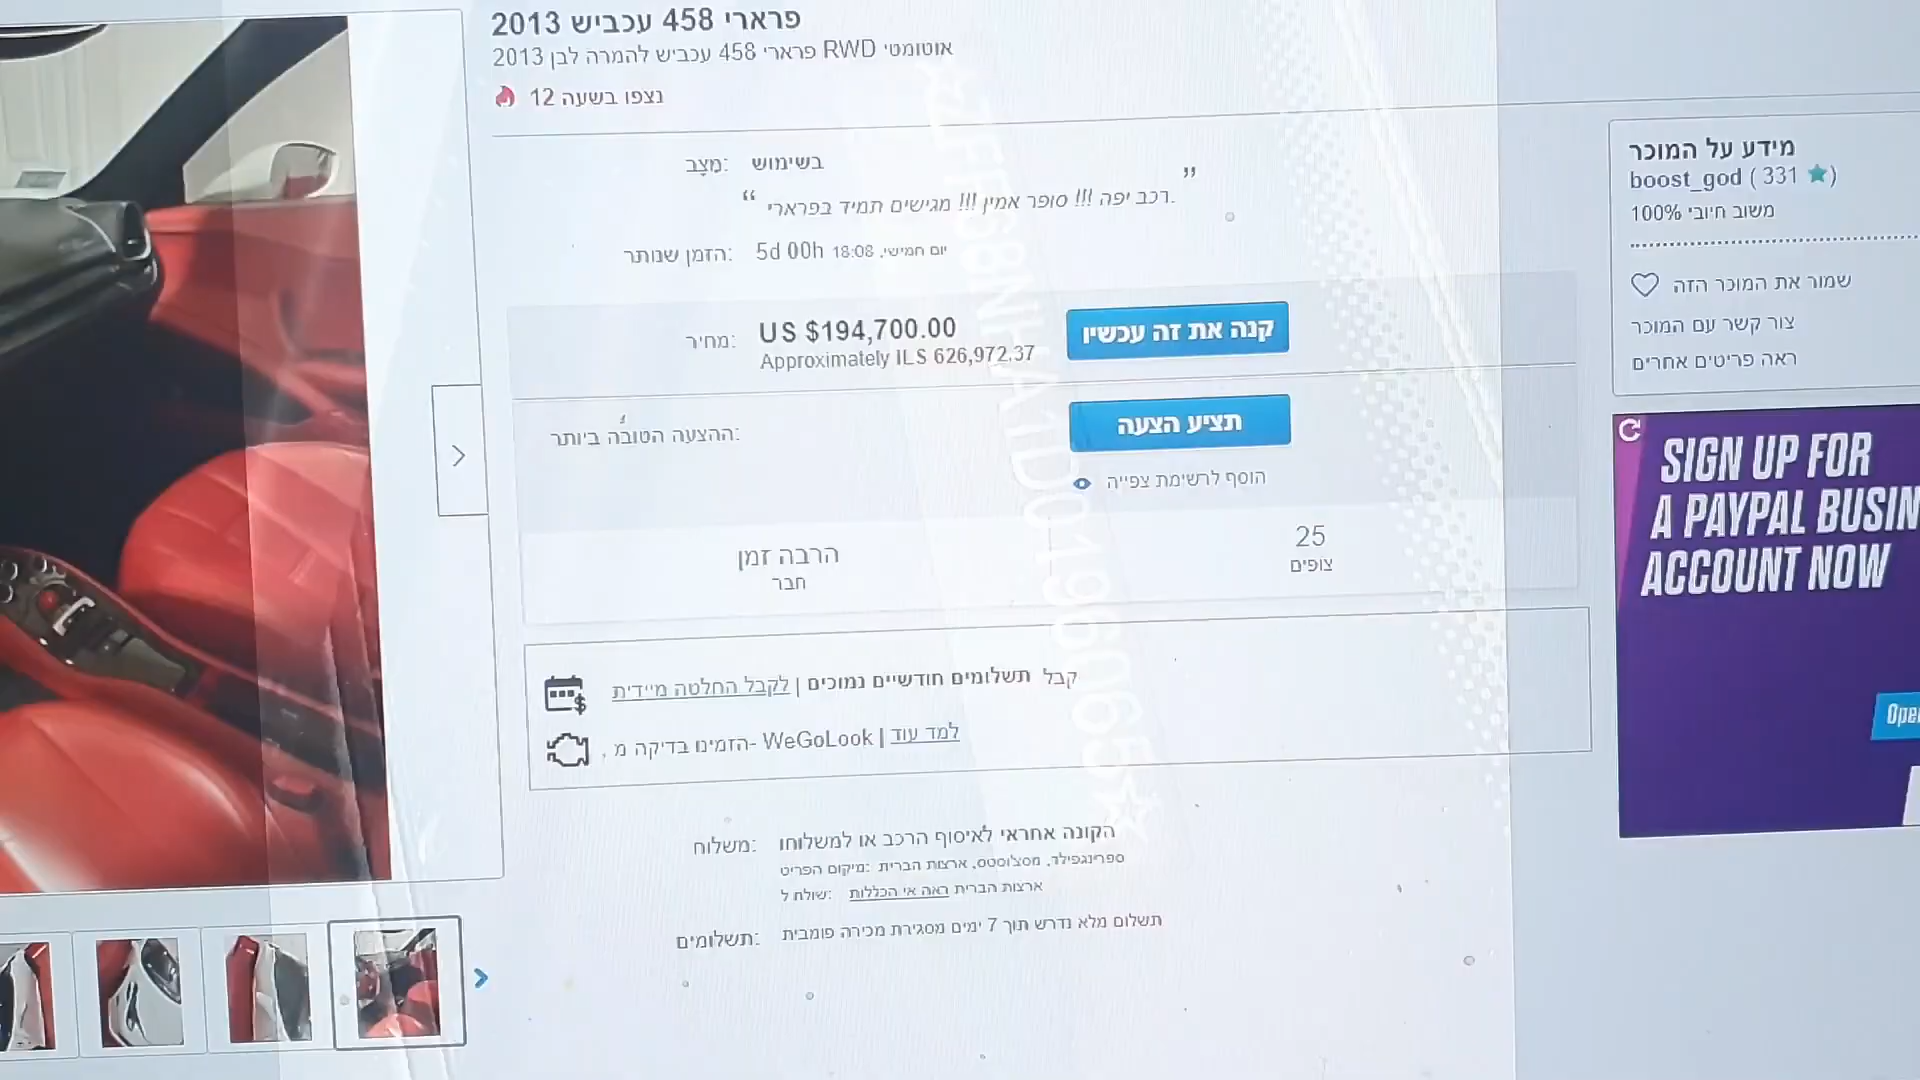 פרארי 458 עכביש 2013
אוטומטי RWD פרארי 458 עכביש להמרה לבן 2013
12 נצפו בשעה
מַצָב: בשימוש
“ רכב יפה !!! סופר אמין !!! מגישים תמיד בפרארי. ”
הזמן שנותר: 5d 00h יום חמישי, 18:08
מחיר: US $194,700.00
Approximately ILS 626,972.37
קנה את זה עכשיו
ההצעה הטובה ביותר:
תציע הצעה
הוסף לרשימת צפייה
הרבה זמן
חבר
25
צופים
קבל תשלומים חודשיים נמוכים | לקבל החלטה מיידית
הזמינו בדיקה מ- WeGoLook | למד עוד
משלוח: הקונה אחראי לאיסוף הרכב או למשלוחו
מיקום הפריט: ספרינגפילד, מסצ'וסטס, ארצות הברית
שולח ל: ארצות הברית ראה אי הכללות
תשלומים: תשלום מלא נדרש תוך 7 ימים מסגירת מכירה פומבית
מידע על המוכר
boost_god ( 331 )
100% משוב חיובי
שמור את המוכר הזה
צור קשר עם המוכר
ראה פריטים אחרים
SIGN UP FOR
A PAYPAL BUSIN
ACCOUNT NOW
Ope